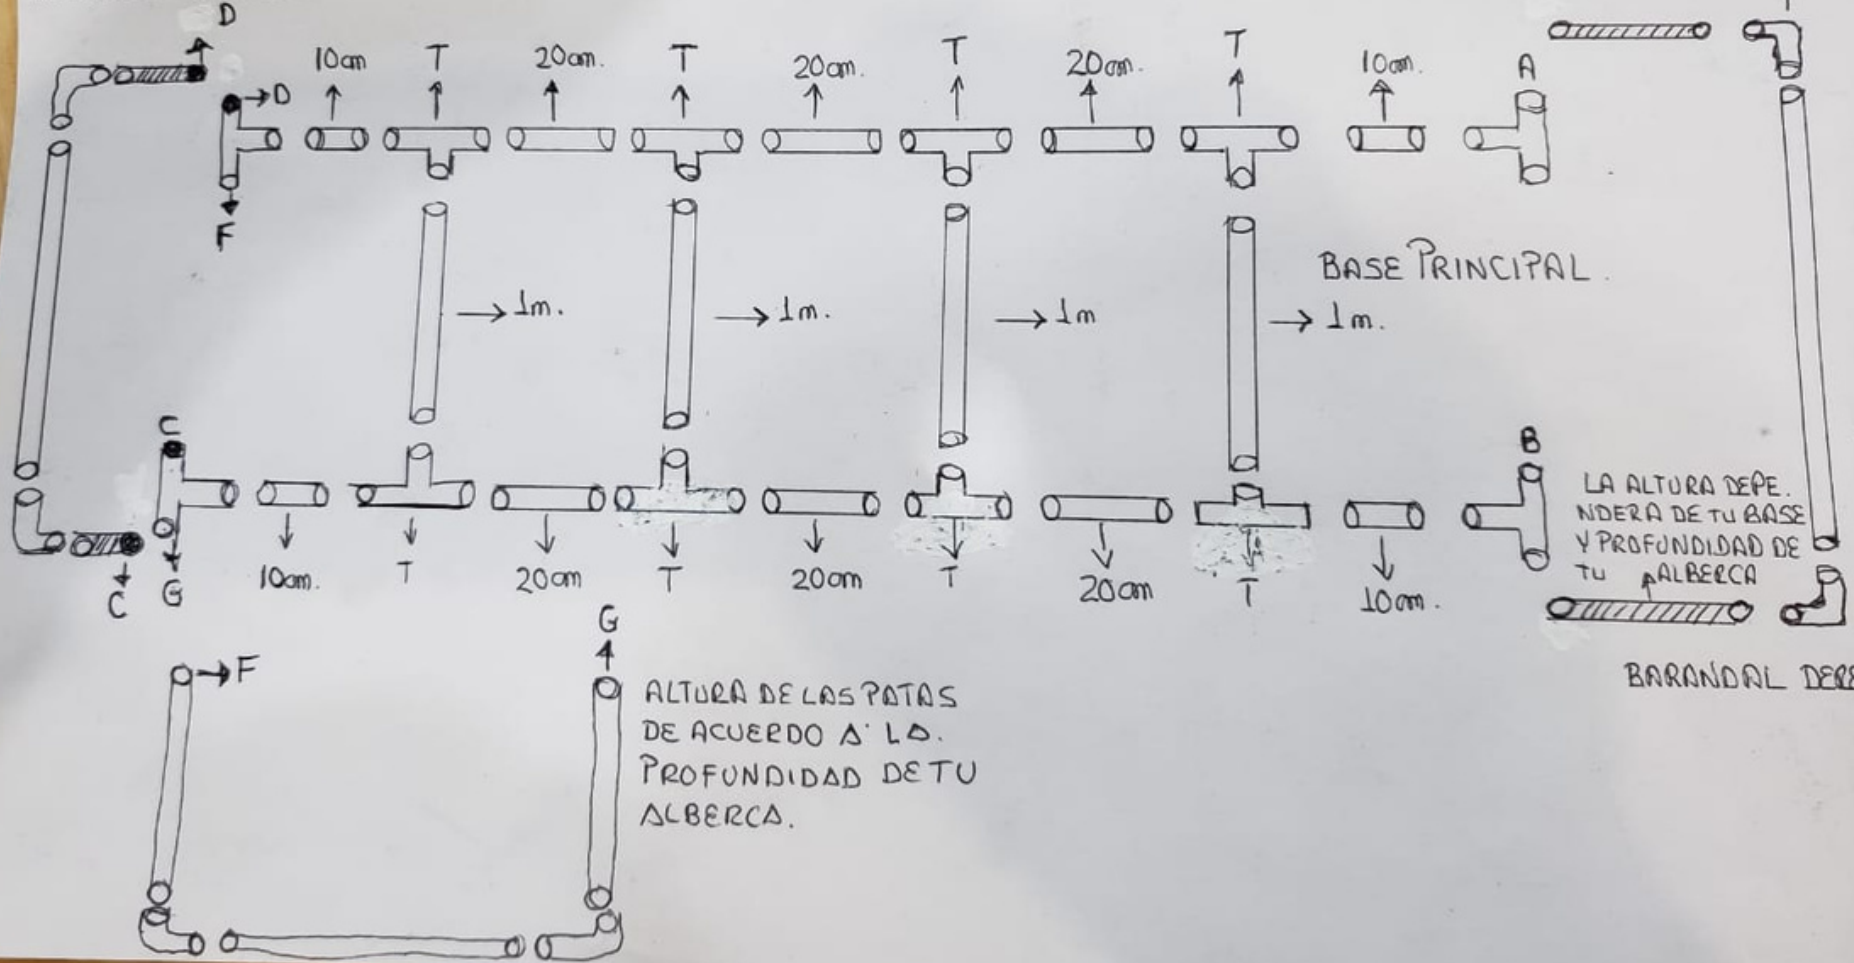 D
D
10cm
T
20cm.
T
20cm.
T
20cm.
T
10cm.
A
F
BASE PRINCIPAL.
1m.
1m.
1m
1m.
C
B
LA ALTURA DEPE.
NDERA DE TU BASE
Y PROFUNDIDAD DE
TU ALBERCA
C
G
10cm.
T
20cm
T
20cm
T
20cm
T
10cm.
BARANDAL
F
G
ALTURA DE LAS PATAS
DE ACUERDO A LA.
PROFUNDIDAD DE TU
ALBERCA.